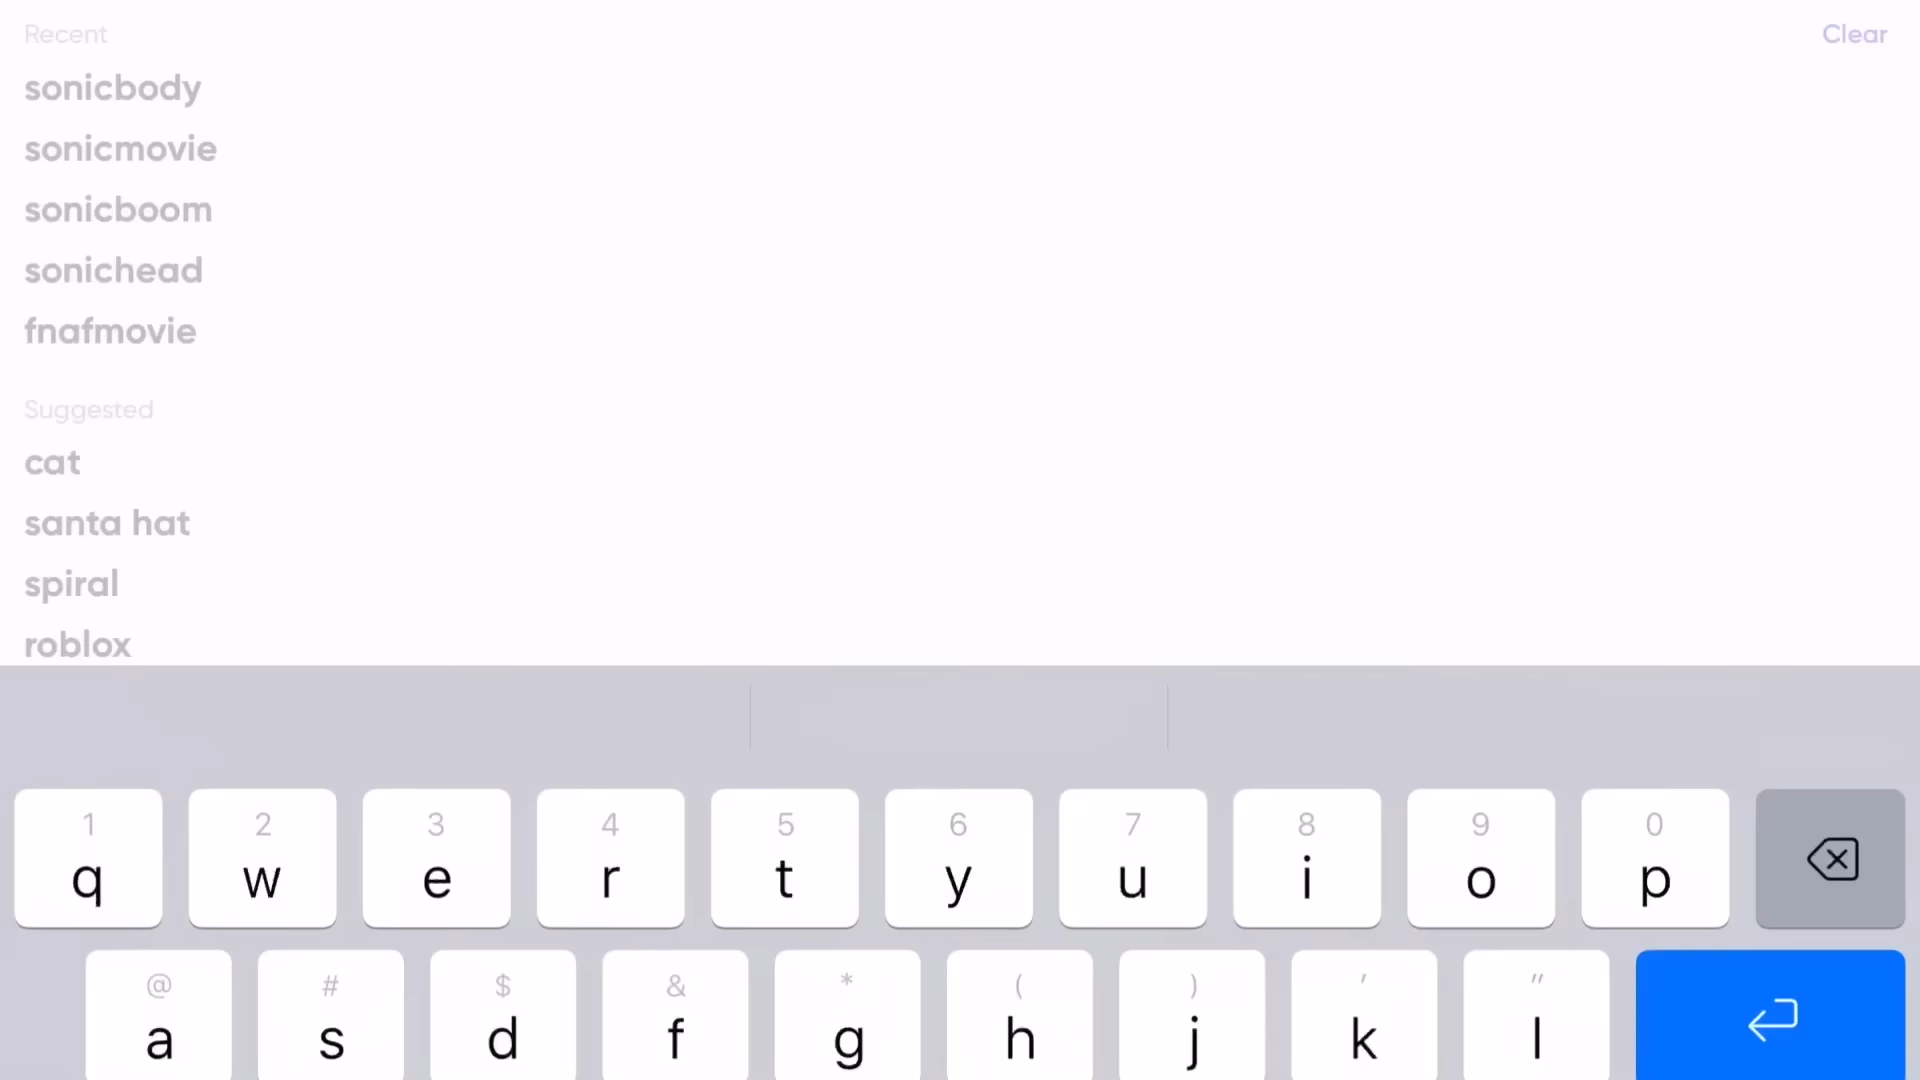 Recent Clear
sonicbody
sonicmovie
sonicboom
sonichead
fnafmovie
Suggested
cat
santa hat
spiral
roblox
1 2 3 4 5 6 7 8 9 0
q w e r t y u i o p
@ # $ & * ( ) ' "
a s d f g h j k l